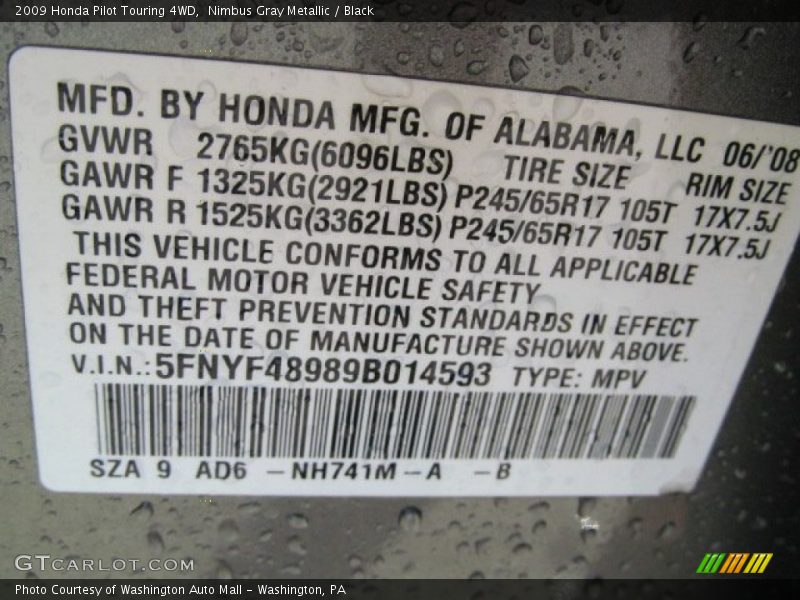 2009 Honda Pilot Touring 4WD,  Nimbus Gray Metallic / Black
MFD. BY HONDA MFG. OF ALABAMA, LLC 06/'08
GVWR 2765KG(6096LBS) TIRE SIZE RIM SIZE
GAWR F 1325KG(2921LBS) P245/65R17 105T 17X7.5J
GAWR R 1525KG(3362LBS) P245/65R17 105T 17X7.5J
THIS VEHICLE CONFORMS TO ALL APPLICABLE
FEDERAL MOTOR VEHICLE SAFETY
AND THEFT PREVENTION STANDARDS IN EFFECT
ON THE DATE OF MANUFACTURE SHOWN ABOVE.
V.I.N.:5FNYF48989B014593 TYPE: MPV
SZA 9 AD6 -NH741M-A -B
GTCARLOT.COM
Photo Courtesy of Washington Auto Mall - Washington, PA